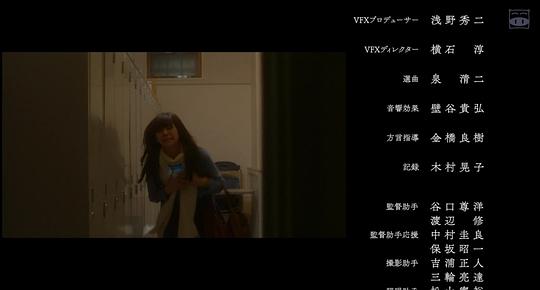 VFXプロデューサー 浅野秀二
VFXディレクター 横石 淳
選曲 泉 清二
音響効果 壁谷貴弘
方言指導 金橋良樹
記録 木村晃子
監督助手 谷口尊洋
渡辺 修
監督助手応援 中村圭良
保坂昭一
撮影助手 吉浦正人
三輪亮達